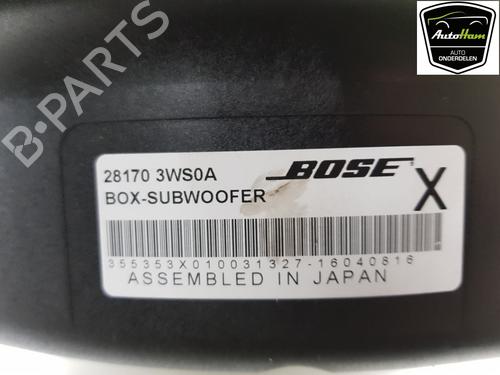 AutoHam
AUTO
ONDERDELEN
B-PARTS
28170 3WS0A
BOSE
BOX-SUBWOOFER
X
355353X010031327-16040816
ASSEMBLED IN JAPAN